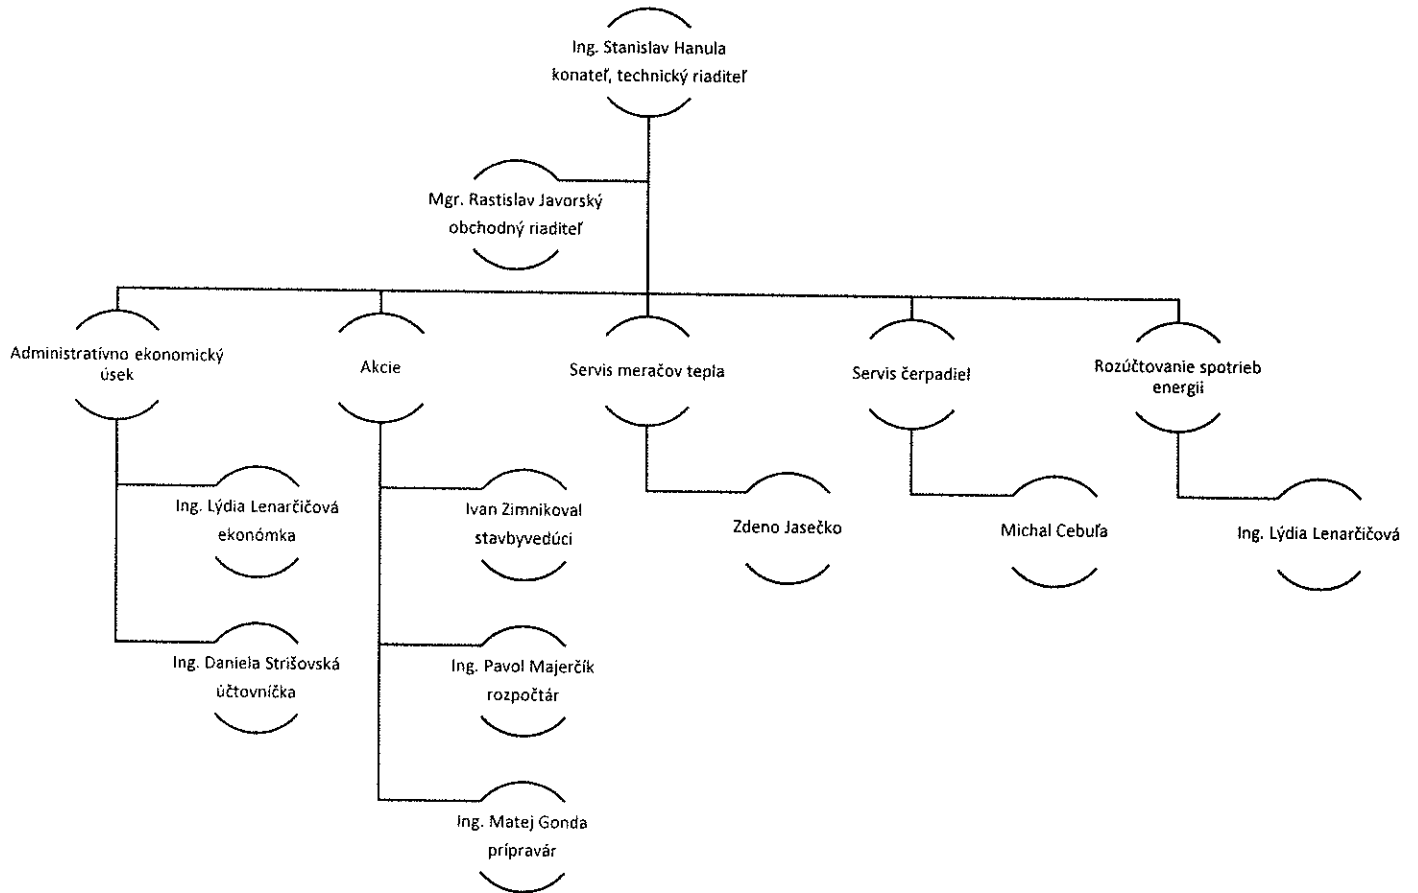 Ing. Stanislav Hanula
konateľ, technický riaditeľ
Mgr. Rastislav Javorský
obchodný riaditeľ
Administratívno ekonomický
úsek
Akcie
Servis meračov tepla
Servis čerpadiel
Rozúčtovanie spotrieb
energii
Ing. Lýdia Lenarčičová
ekonómka
Ivan Zimnikoval
stavbyvedúci
Zdeno Jasečko
Michal Cebuľa
Ing. Lýdia Lenarčičová
Ing. Daniela Strišovská
účtovníčka
Ing. Pavol Majerčík
rozpočtár
Ing. Matej Gonda
prípravár